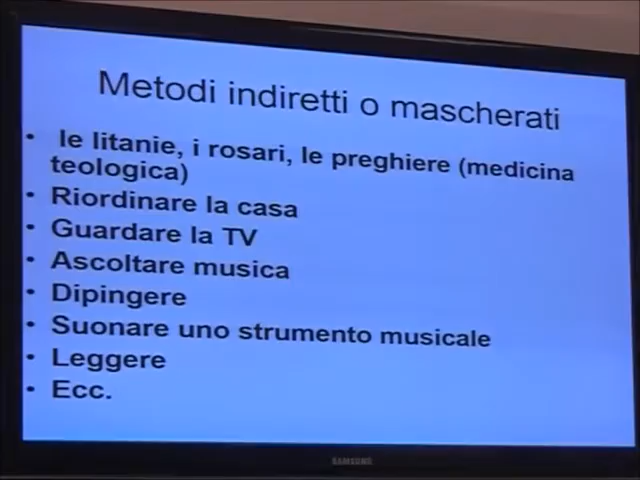 Metodi indiretti o mascherati
• le litanie, i rosari, le preghiere (medicina
teologica)
• Riordinare la casa
• Guardare la TV
• Ascoltare musica
• Dipingere
• Suonare uno strumento musicale
• Leggere
• Ecc.
SAMSUNG